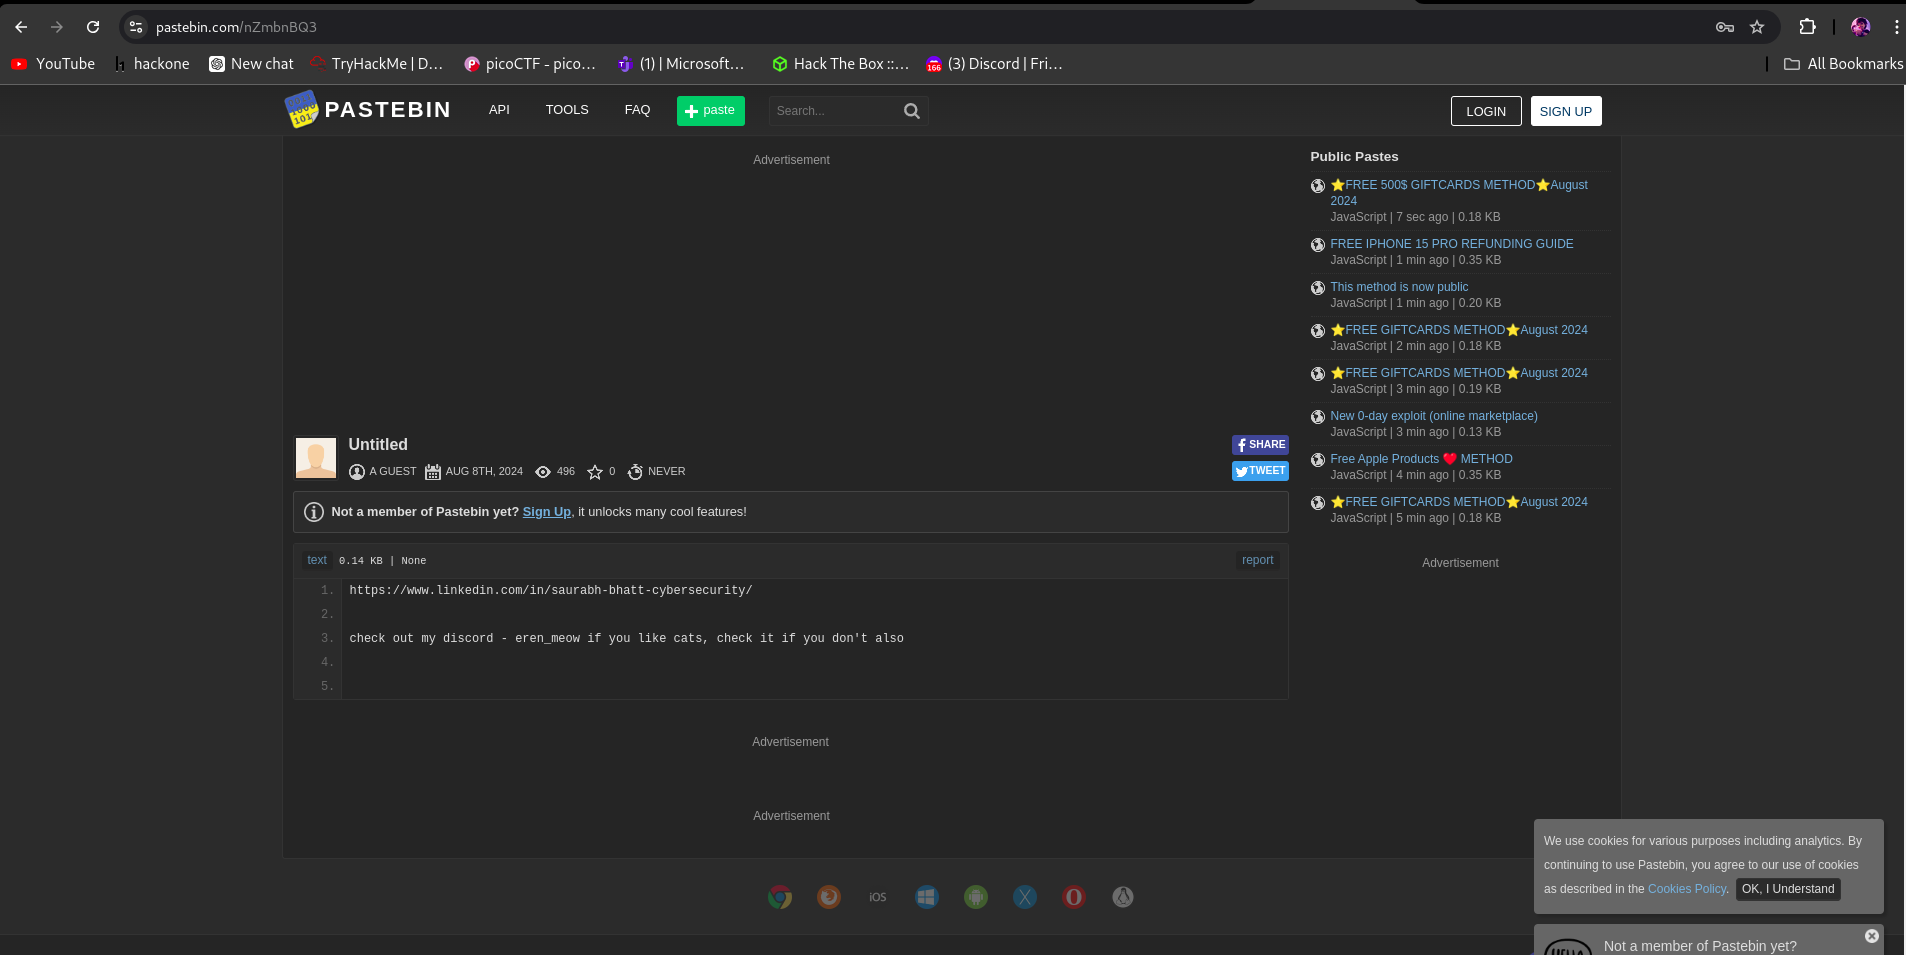 pastebin.com/nZmbnBQ3
YouTube hackone New chat TryHackMe | D... picoCTF - pico... (1) | Microsoft... Hack The Box ::... (3) Discord | Fri... All Bookmarks
PASTEBIN API TOOLS FAQ paste Search... LOGIN SIGN UP
Advertisement
Untitled
A GUEST AUG 8TH, 2024 496 0 NEVER
SHARE
TWEET
Not a member of Pastebin yet? Sign Up, it unlocks many cool features!
text 0.14 KB | None report
1. https://www.linkedin.com/in/saurabh-bhatt-cybersecurity/
2.
3. check out my discord - eren_meow if you like cats, check it if you don't also
4.
5.
Advertisement
Advertisement
Public Pastes
⭐FREE 500$ GIFTCARDS METHOD⭐August
2024
JavaScript | 7 sec ago | 0.18 KB
FREE IPHONE 15 PRO REFUNDING GUIDE
JavaScript | 1 min ago | 0.35 KB
This method is now public
JavaScript | 1 min ago | 0.20 KB
⭐FREE GIFTCARDS METHOD⭐August 2024
JavaScript | 2 min ago | 0.18 KB
⭐FREE GIFTCARDS METHOD⭐August 2024
JavaScript | 3 min ago | 0.19 KB
New 0-day exploit (online marketplace)
JavaScript | 3 min ago | 0.13 KB
Free Apple Products ❤️ METHOD
JavaScript | 4 min ago | 0.35 KB
⭐FREE GIFTCARDS METHOD⭐August 2024
JavaScript | 5 min ago | 0.18 KB
Advertisement
iOS
We use cookies for various purposes including analytics. By
continuing to use Pastebin, you agree to our use of cookies
as described in the Cookies Policy. OK, I Understand
Not a member of Pastebin yet?